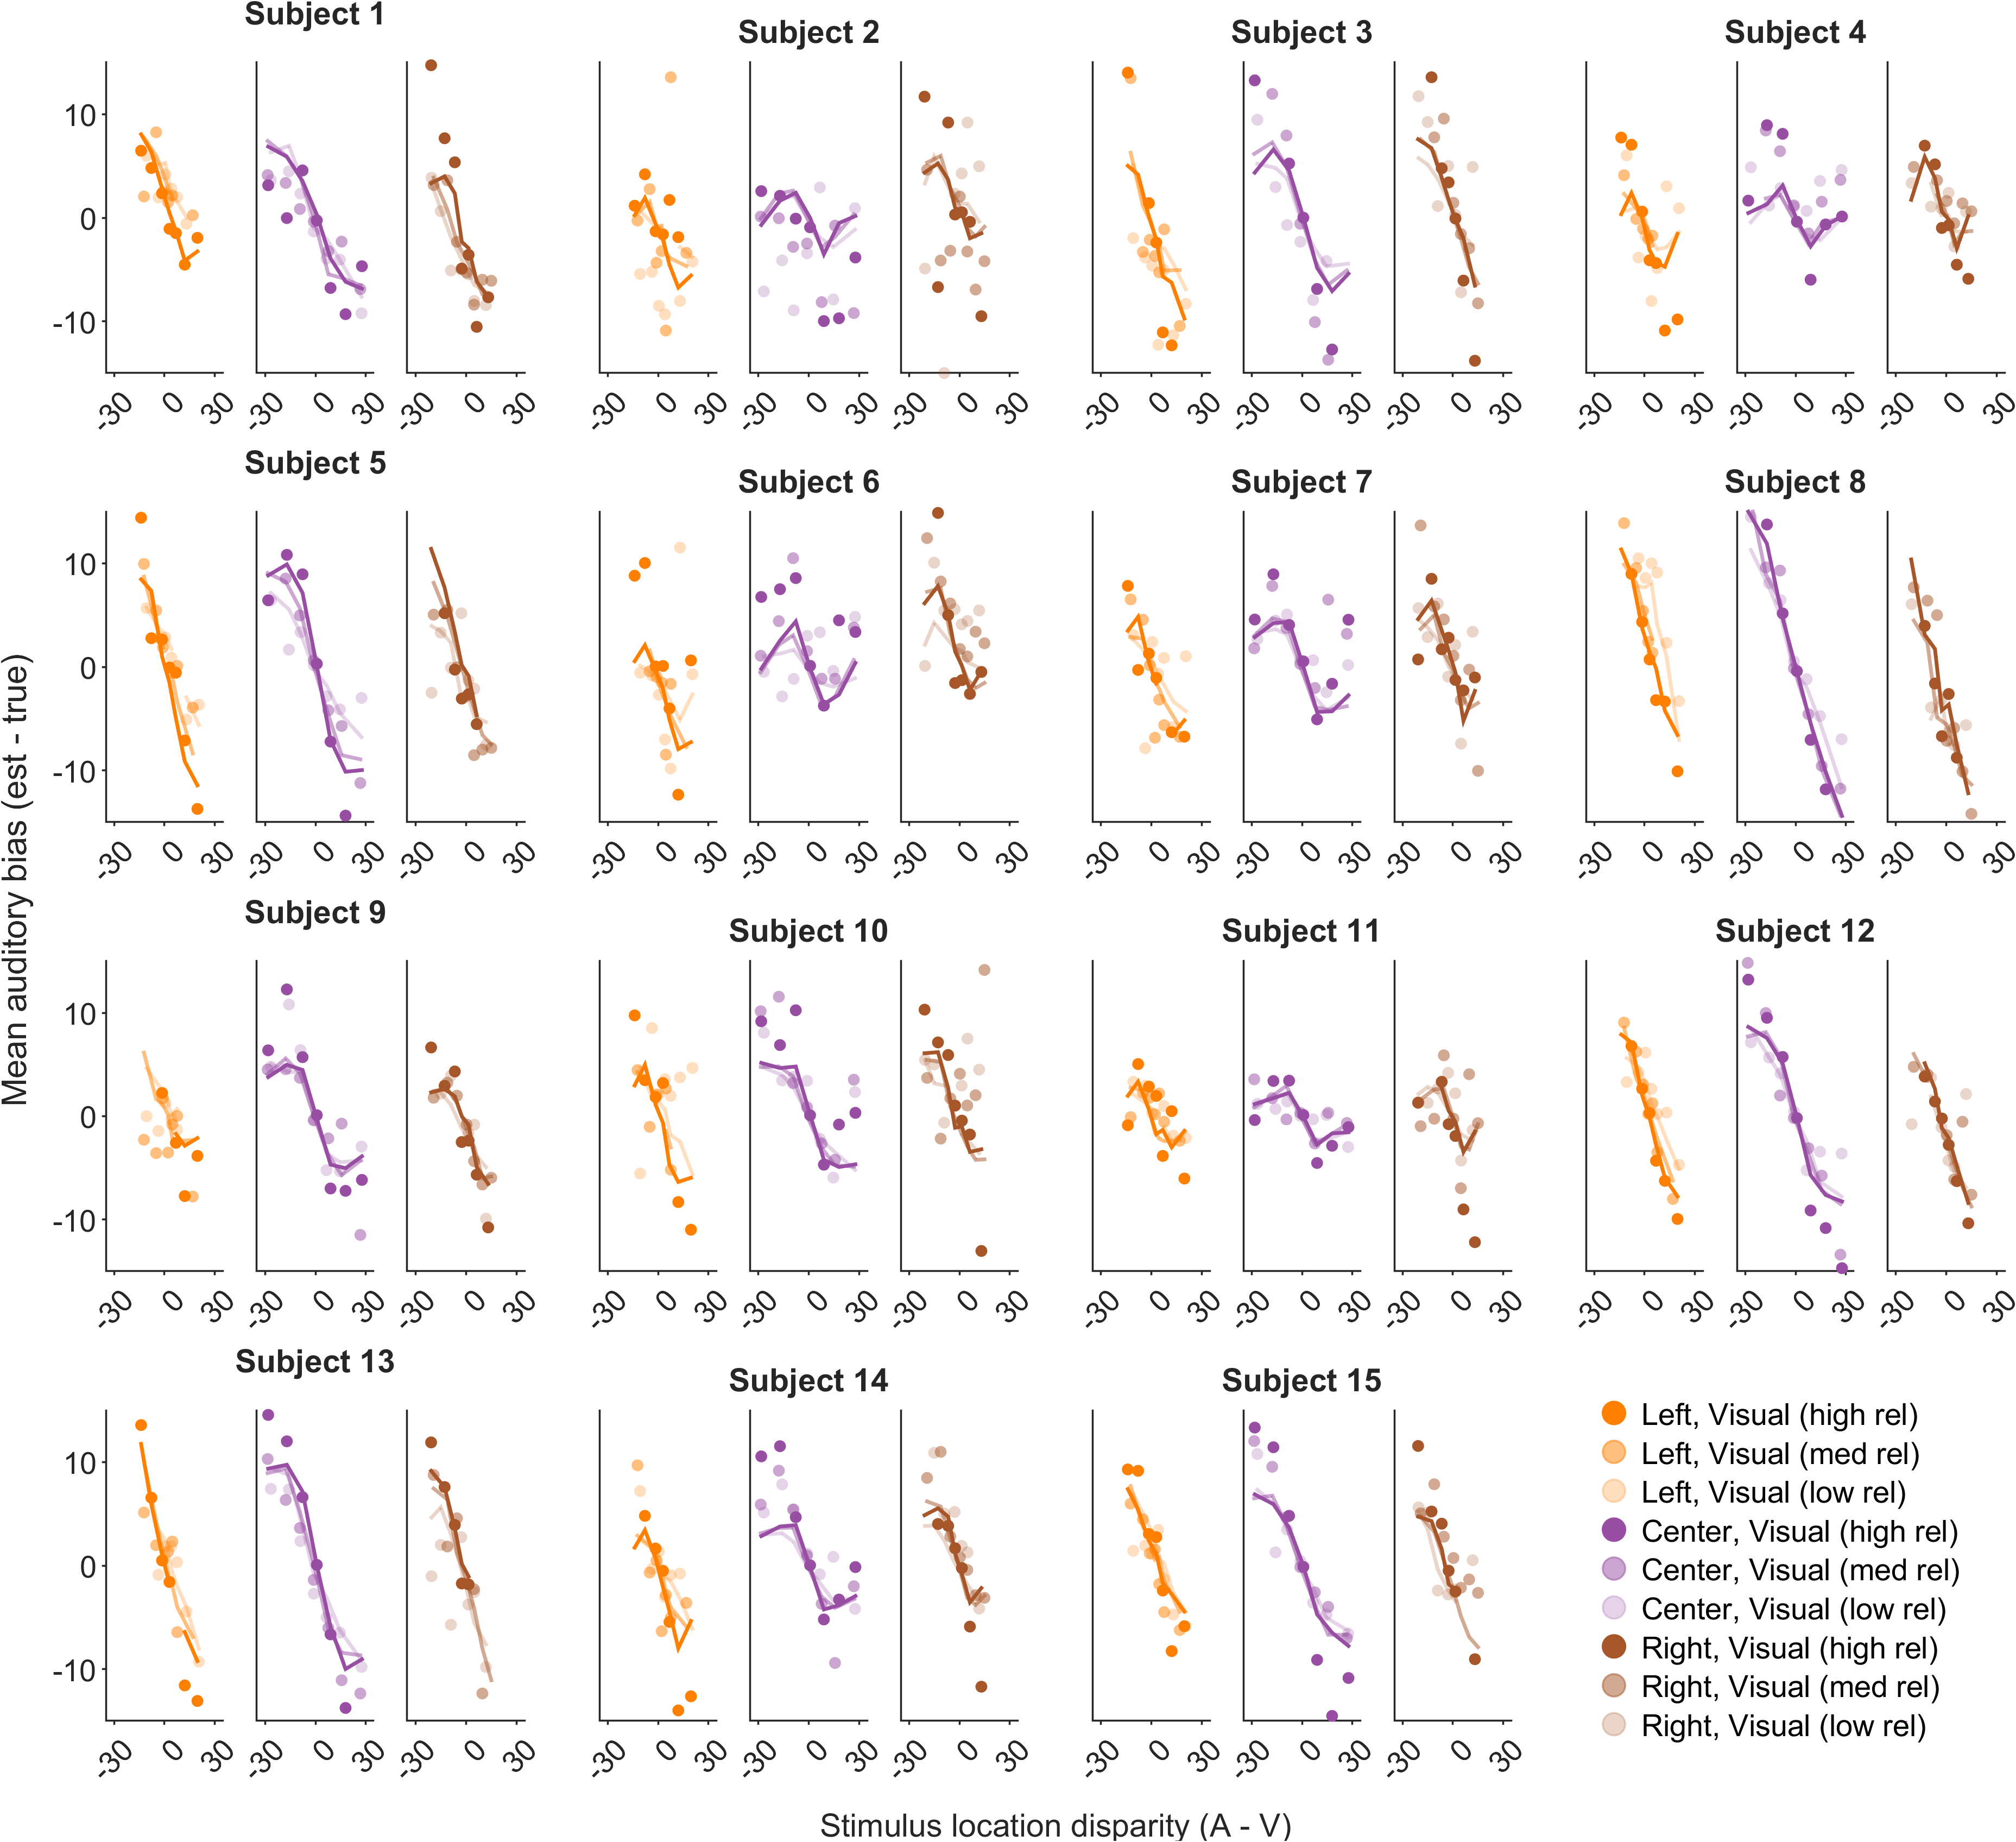 Subject 1
Subject 2
Subject 3
Subject 4
10
0
-10
-30 0 30 -30 0 30 -30 0 30 -30 0 30 -30 0 30 -30 0 30 -30 0 30 -30 0 30 -30 0 30 -30 0 30 -30 0 30 -30 0 30
Subject 5
Subject 6
Subject 7
Subject 8
10
0
-10
-30 0 30 -30 0 30 -30 0 30 -30 0 30 -30 0 30 -30 0 30 -30 0 30 -30 0 30 -30 0 30 -30 0 30 -30 0 30 -30 0 30
Mean auditory bias (est - true)
Subject 9
Subject 10
Subject 11
Subject 12
10
0
-10
-30 0 30 -30 0 30 -30 0 30 -30 0 30 -30 0 30 -30 0 30 -30 0 30 -30 0 30 -30 0 30 -30 0 30 -30 0 30 -30 0 30
Subject 13
Subject 14
Subject 15
10
0
-10
-30 0 30 -30 0 30 -30 0 30 -30 0 30 -30 0 30 -30 0 30 -30 0 30 -30 0 30 -30 0 30
Left, Visual (high rel)
Left, Visual (med rel)
Left, Visual (low rel)
Center, Visual (high rel)
Center, Visual (med rel)
Center, Visual (low rel)
Right, Visual (high rel)
Right, Visual (med rel)
Right, Visual (low rel)
Stimulus location disparity (A - V)